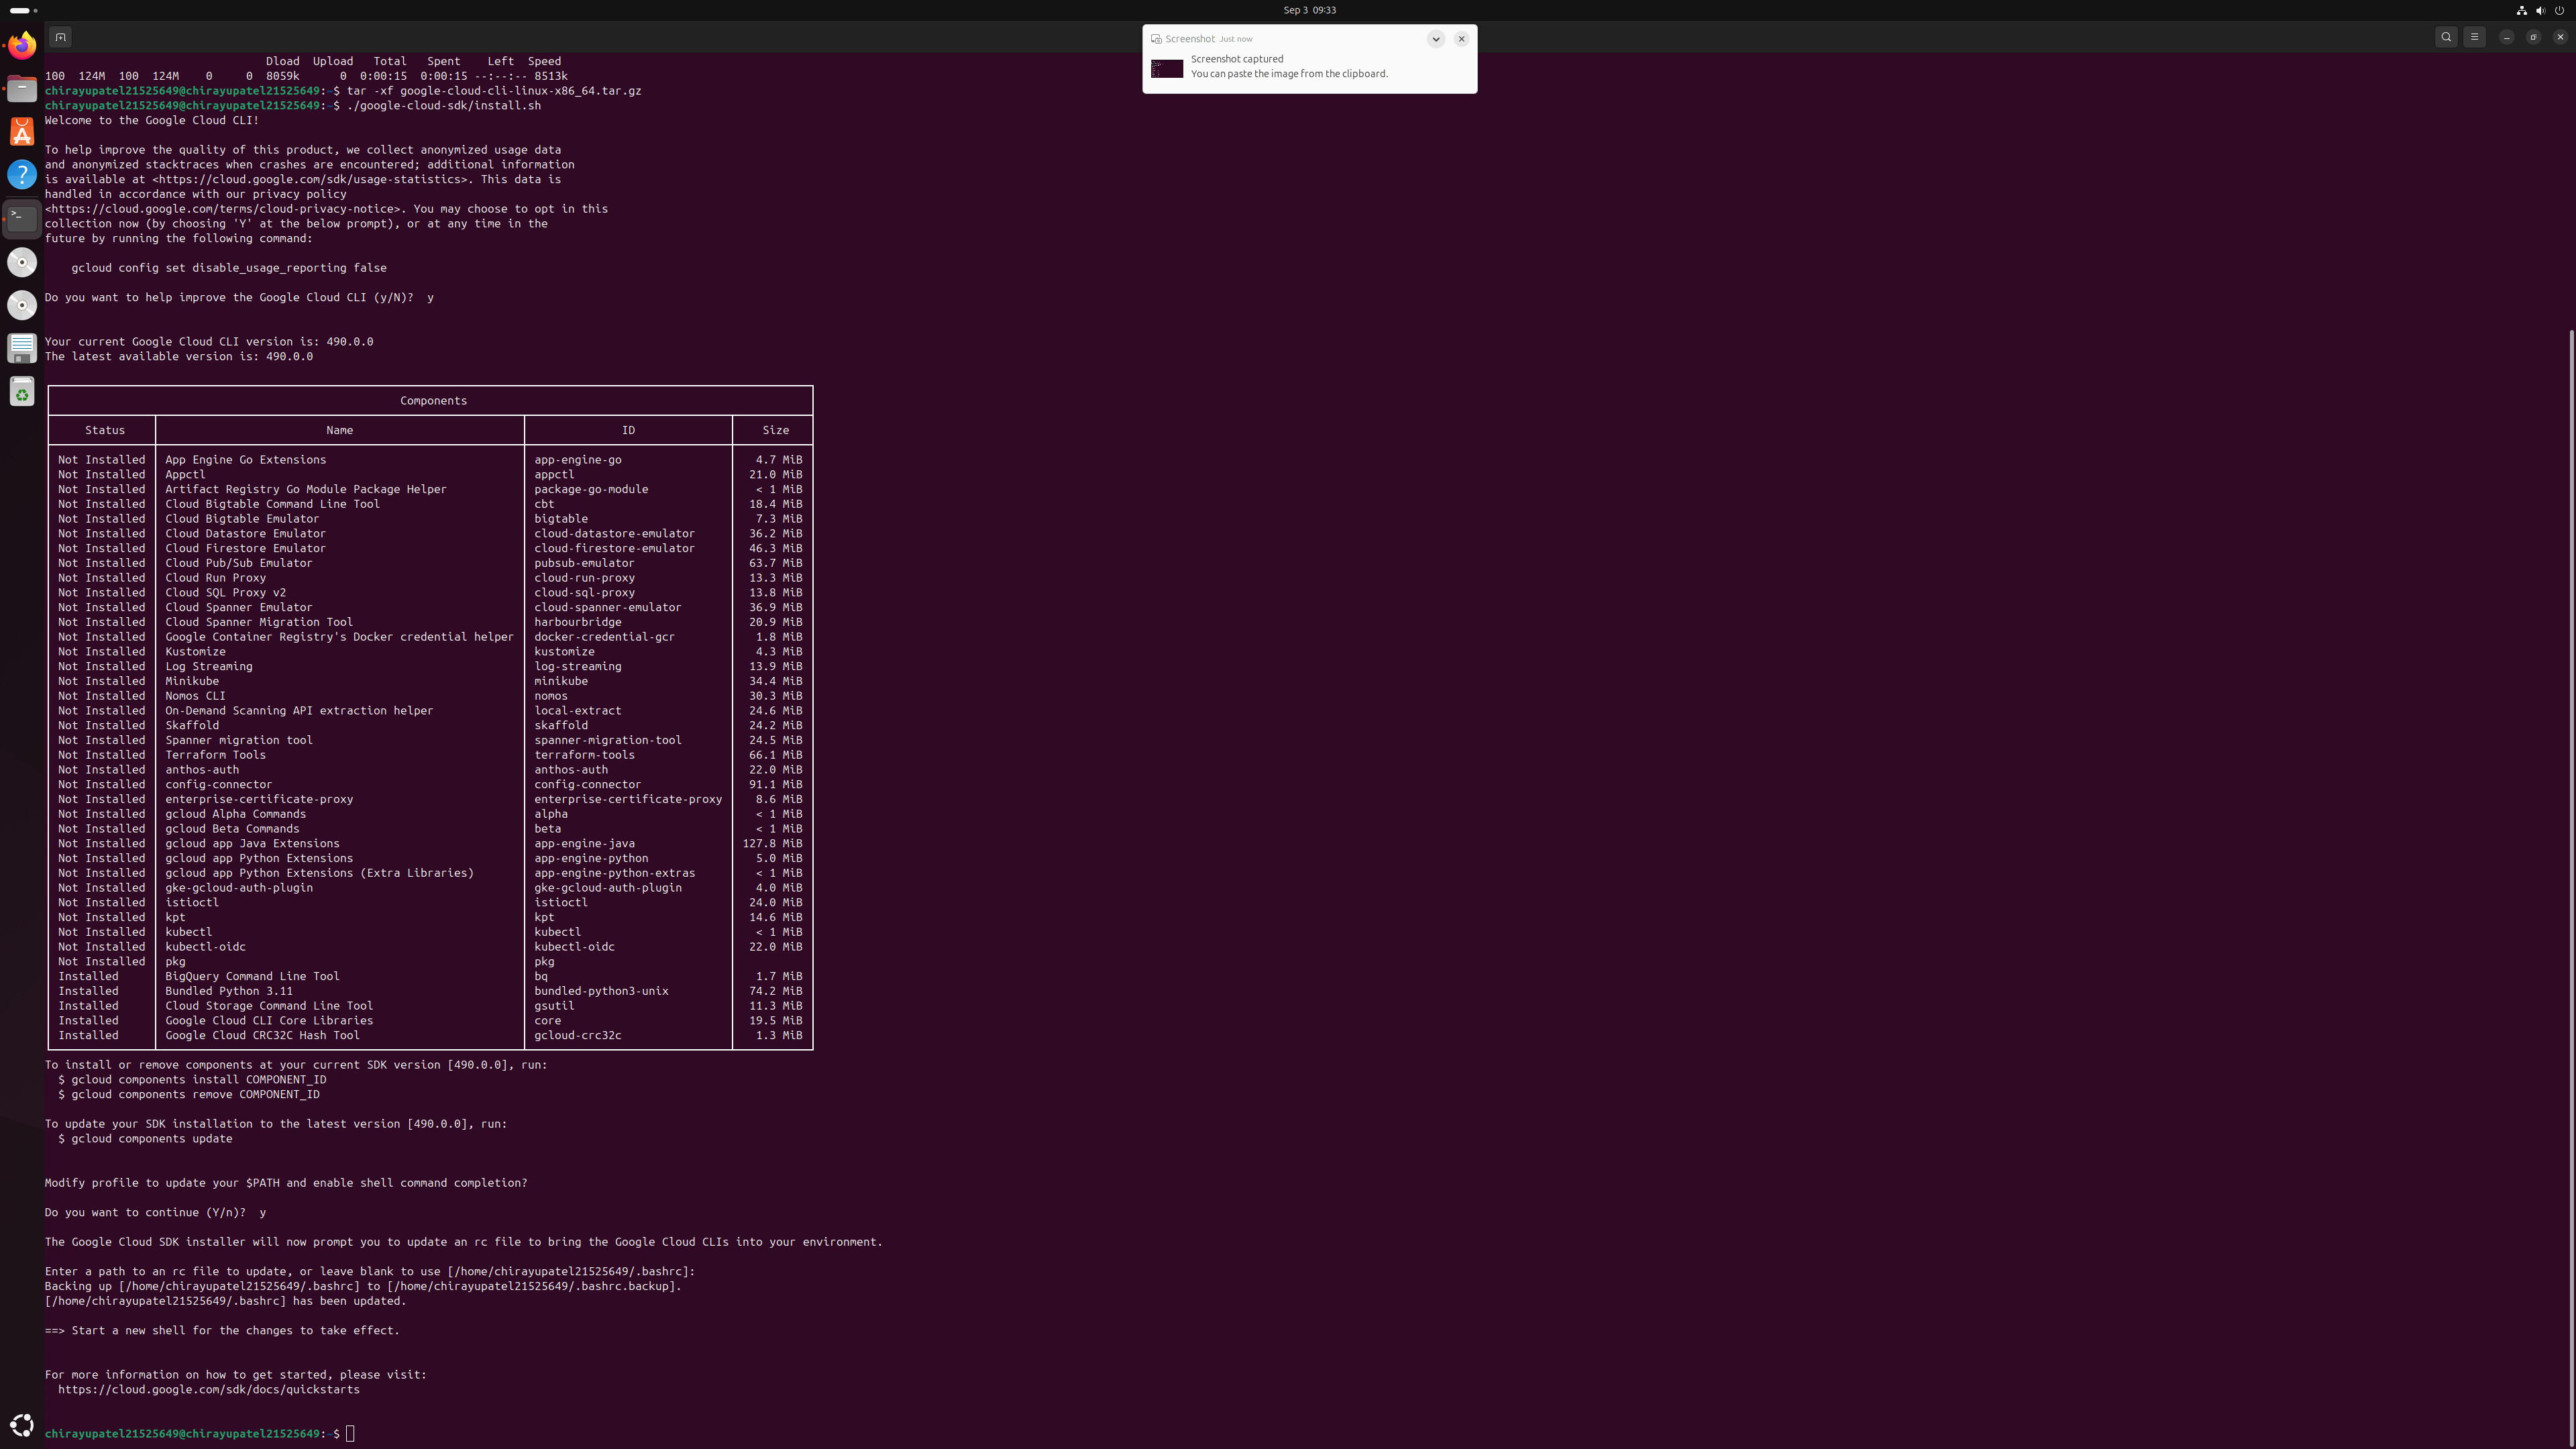 Sep 3 09:33
Screenshot Just now
Screenshot captured
You can paste the image from the clipboard.
Dload Upload Total Spent Left Speed
100 124M 100 124M 0 0 8059k 0 0:00:15 0:00:15 --:--:-- 8513k
chirayupatel21525649@chirayupatel21525649:~$ tar -xf google-cloud-cli-linux-x86_64.tar.gz
chirayupatel21525649@chirayupatel21525649:~$ ./google-cloud-sdk/install.sh
Welcome to the Google Cloud CLI!
To help improve the quality of this product, we collect anonymized usage data
and anonymized stacktraces when crashes are encountered; additional information
is available at <https://cloud.google.com/sdk/usage-statistics>. This data is
handled in accordance with our privacy policy
<https://cloud.google.com/terms/cloud-privacy-notice>. You may choose to opt in this
collection now (by choosing 'Y' at the below prompt), or at any time in the
future by running the following command:
gcloud config set disable_usage_reporting false
Do you want to help improve the Google Cloud CLI (y/N)? y
Your current Google Cloud CLI version is: 490.0.0
The latest available version is: 490.0.0
Components
Status Name ID Size
Not Installed App Engine Go Extensions app-engine-go 4.7 MiB
Not Installed Appctl appctl 21.0 MiB
Not Installed Artifact Registry Go Module Package Helper package-go-module < 1 MiB
Not Installed Cloud Bigtable Command Line Tool cbt 18.4 MiB
Not Installed Cloud Bigtable Emulator bigtable 7.3 MiB
Not Installed Cloud Datastore Emulator cloud-datastore-emulator 36.2 MiB
Not Installed Cloud Firestore Emulator cloud-firestore-emulator 46.3 MiB
Not Installed Cloud Pub/Sub Emulator pubsub-emulator 63.7 MiB
Not Installed Cloud Run Proxy cloud-run-proxy 13.3 MiB
Not Installed Cloud SQL Proxy v2 cloud-sql-proxy 13.8 MiB
Not Installed Cloud Spanner Emulator cloud-spanner-emulator 36.9 MiB
Not Installed Cloud Spanner Migration Tool harbourbridge 20.9 MiB
Not Installed Google Container Registry's Docker credential helper docker-credential-gcr 1.8 MiB
Not Installed Kustomize kustomize 4.3 MiB
Not Installed Log Streaming log-streaming 13.9 MiB
Not Installed Minikube minikube 34.4 MiB
Not Installed Nomos CLI nomos 30.3 MiB
Not Installed On-Demand Scanning API extraction helper local-extract 24.6 MiB
Not Installed Skaffold skaffold 24.2 MiB
Not Installed Spanner migration tool spanner-migration-tool 24.5 MiB
Not Installed Terraform Tools terraform-tools 66.1 MiB
Not Installed anthos-auth anthos-auth 22.0 MiB
Not Installed config-connector config-connector 91.1 MiB
Not Installed enterprise-certificate-proxy enterprise-certificate-proxy 8.6 MiB
Not Installed gcloud Alpha Commands alpha < 1 MiB
Not Installed gcloud Beta Commands beta < 1 MiB
Not Installed gcloud app Java Extensions app-engine-java 127.8 MiB
Not Installed gcloud app Python Extensions app-engine-python 5.0 MiB
Not Installed gcloud app Python Extensions (Extra Libraries) app-engine-python-extras < 1 MiB
Not Installed gke-gcloud-auth-plugin gke-gcloud-auth-plugin 4.0 MiB
Not Installed istioctl istioctl 24.0 MiB
Not Installed kpt kpt 14.6 MiB
Not Installed kubectl kubectl < 1 MiB
Not Installed kubectl-oidc kubectl-oidc 22.0 MiB
Not Installed pkg pkg
Installed BigQuery Command Line Tool bq 1.7 MiB
Installed Bundled Python 3.11 bundled-python3-unix 74.2 MiB
Installed Cloud Storage Command Line Tool gsutil 11.3 MiB
Installed Google Cloud CLI Core Libraries core 19.5 MiB
Installed Google Cloud CRC32C Hash Tool gcloud-crc32c 1.3 MiB
To install or remove components at your current SDK version [490.0.0], run:
$ gcloud components install COMPONENT_ID
$ gcloud components remove COMPONENT_ID
To update your SDK installation to the latest version [490.0.0], run:
$ gcloud components update
Modify profile to update your $PATH and enable shell command completion?
Do you want to continue (Y/n)? y
The Google Cloud SDK installer will now prompt you to update an rc file to bring the Google Cloud CLIs into your environment.
Enter a path to an rc file to update, or leave blank to use [/home/chirayupatel21525649/.bashrc]:
Backing up [/home/chirayupatel21525649/.bashrc] to [/home/chirayupatel21525649/.bashrc.backup].
[/home/chirayupatel21525649/.bashrc] has been updated.
==> Start a new shell for the changes to take effect.
For more information on how to get started, please visit:
https://cloud.google.com/sdk/docs/quickstarts
chirayupatel21525649@chirayupatel21525649:~$